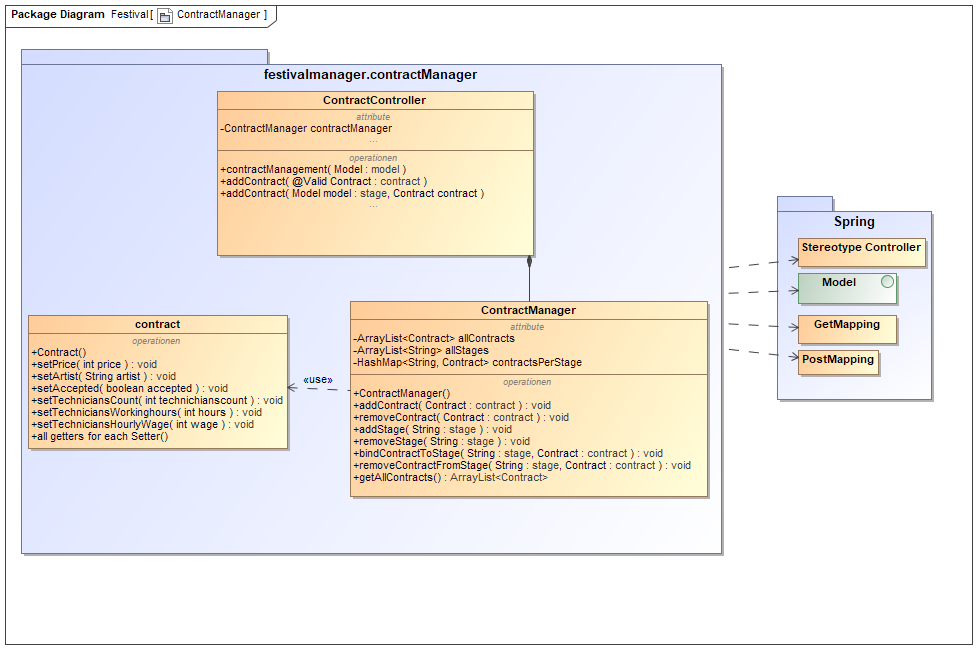 Package Diagram Festival[ ContractManager ]
festivalmanager.contractManager
ContractController
attribute
-ContractManager contractManager
...
operationen
+contractManagement( Model : model )
+addContract( @Valid Contract : contract )
+addContract( Model model : stage, Contract contract )
...
contract
operationen
+Contract()
+setPrice( int price ) : void
+setArtist( String artist ) : void
+setAccepted( boolean accepted ) : void
+setTechniciansCount( int technichianscount ) : void
+setTechniciansWorkinghours( int hours ) : void
+setTechniciansHourlyWage( int wage ) : void
+all getters for each Setter()
«use»
ContractManager
attribute
-ArrayList<Contract> allContracts
-ArrayList<String> allStages
-HashMap<String, Contract> contractsPerStage
operationen
+ContractManager()
+addContract( Contract : contract ) : void
+removeContract( Contract : contract ) : void
+addStage( String : stage ) : void
+removeStage( String : stage ) : void
+bindContractToStage( String : stage, Contract : contract ) : void
+removeContractFromStage( String : stage, Contract : contract ) : void
+getAllContracts() : ArrayList<Contract>
Spring
Stereotype Controller
Model
GetMapping
PostMapping